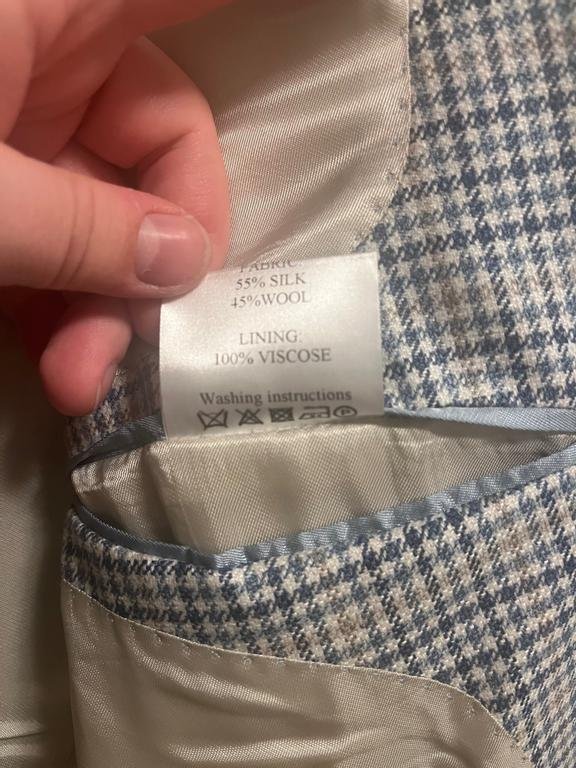 FABRIC:
55% SILK
45%WOOL
LINING:
100% VISCOSE
Washing instructions